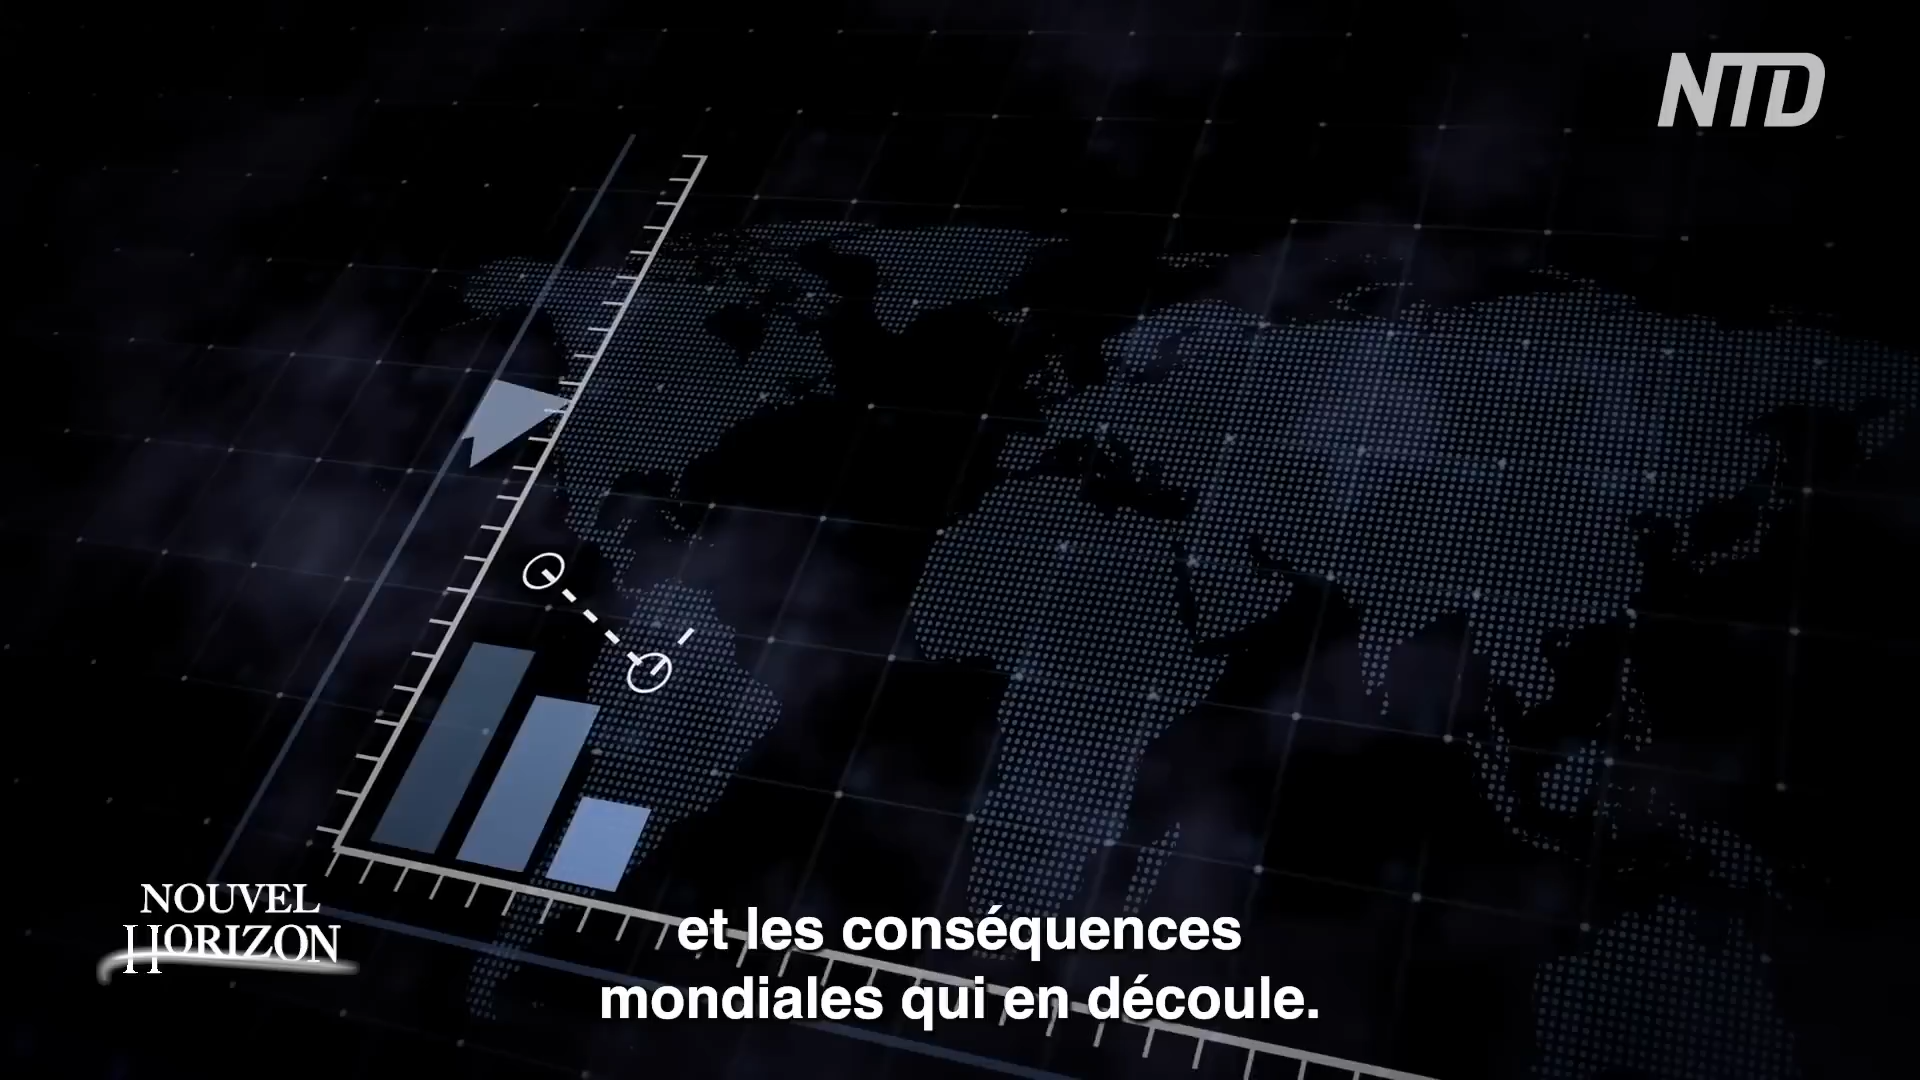 NTD
NOUVEL
HORIZON
et les conséquences
mondiales qui en découle.